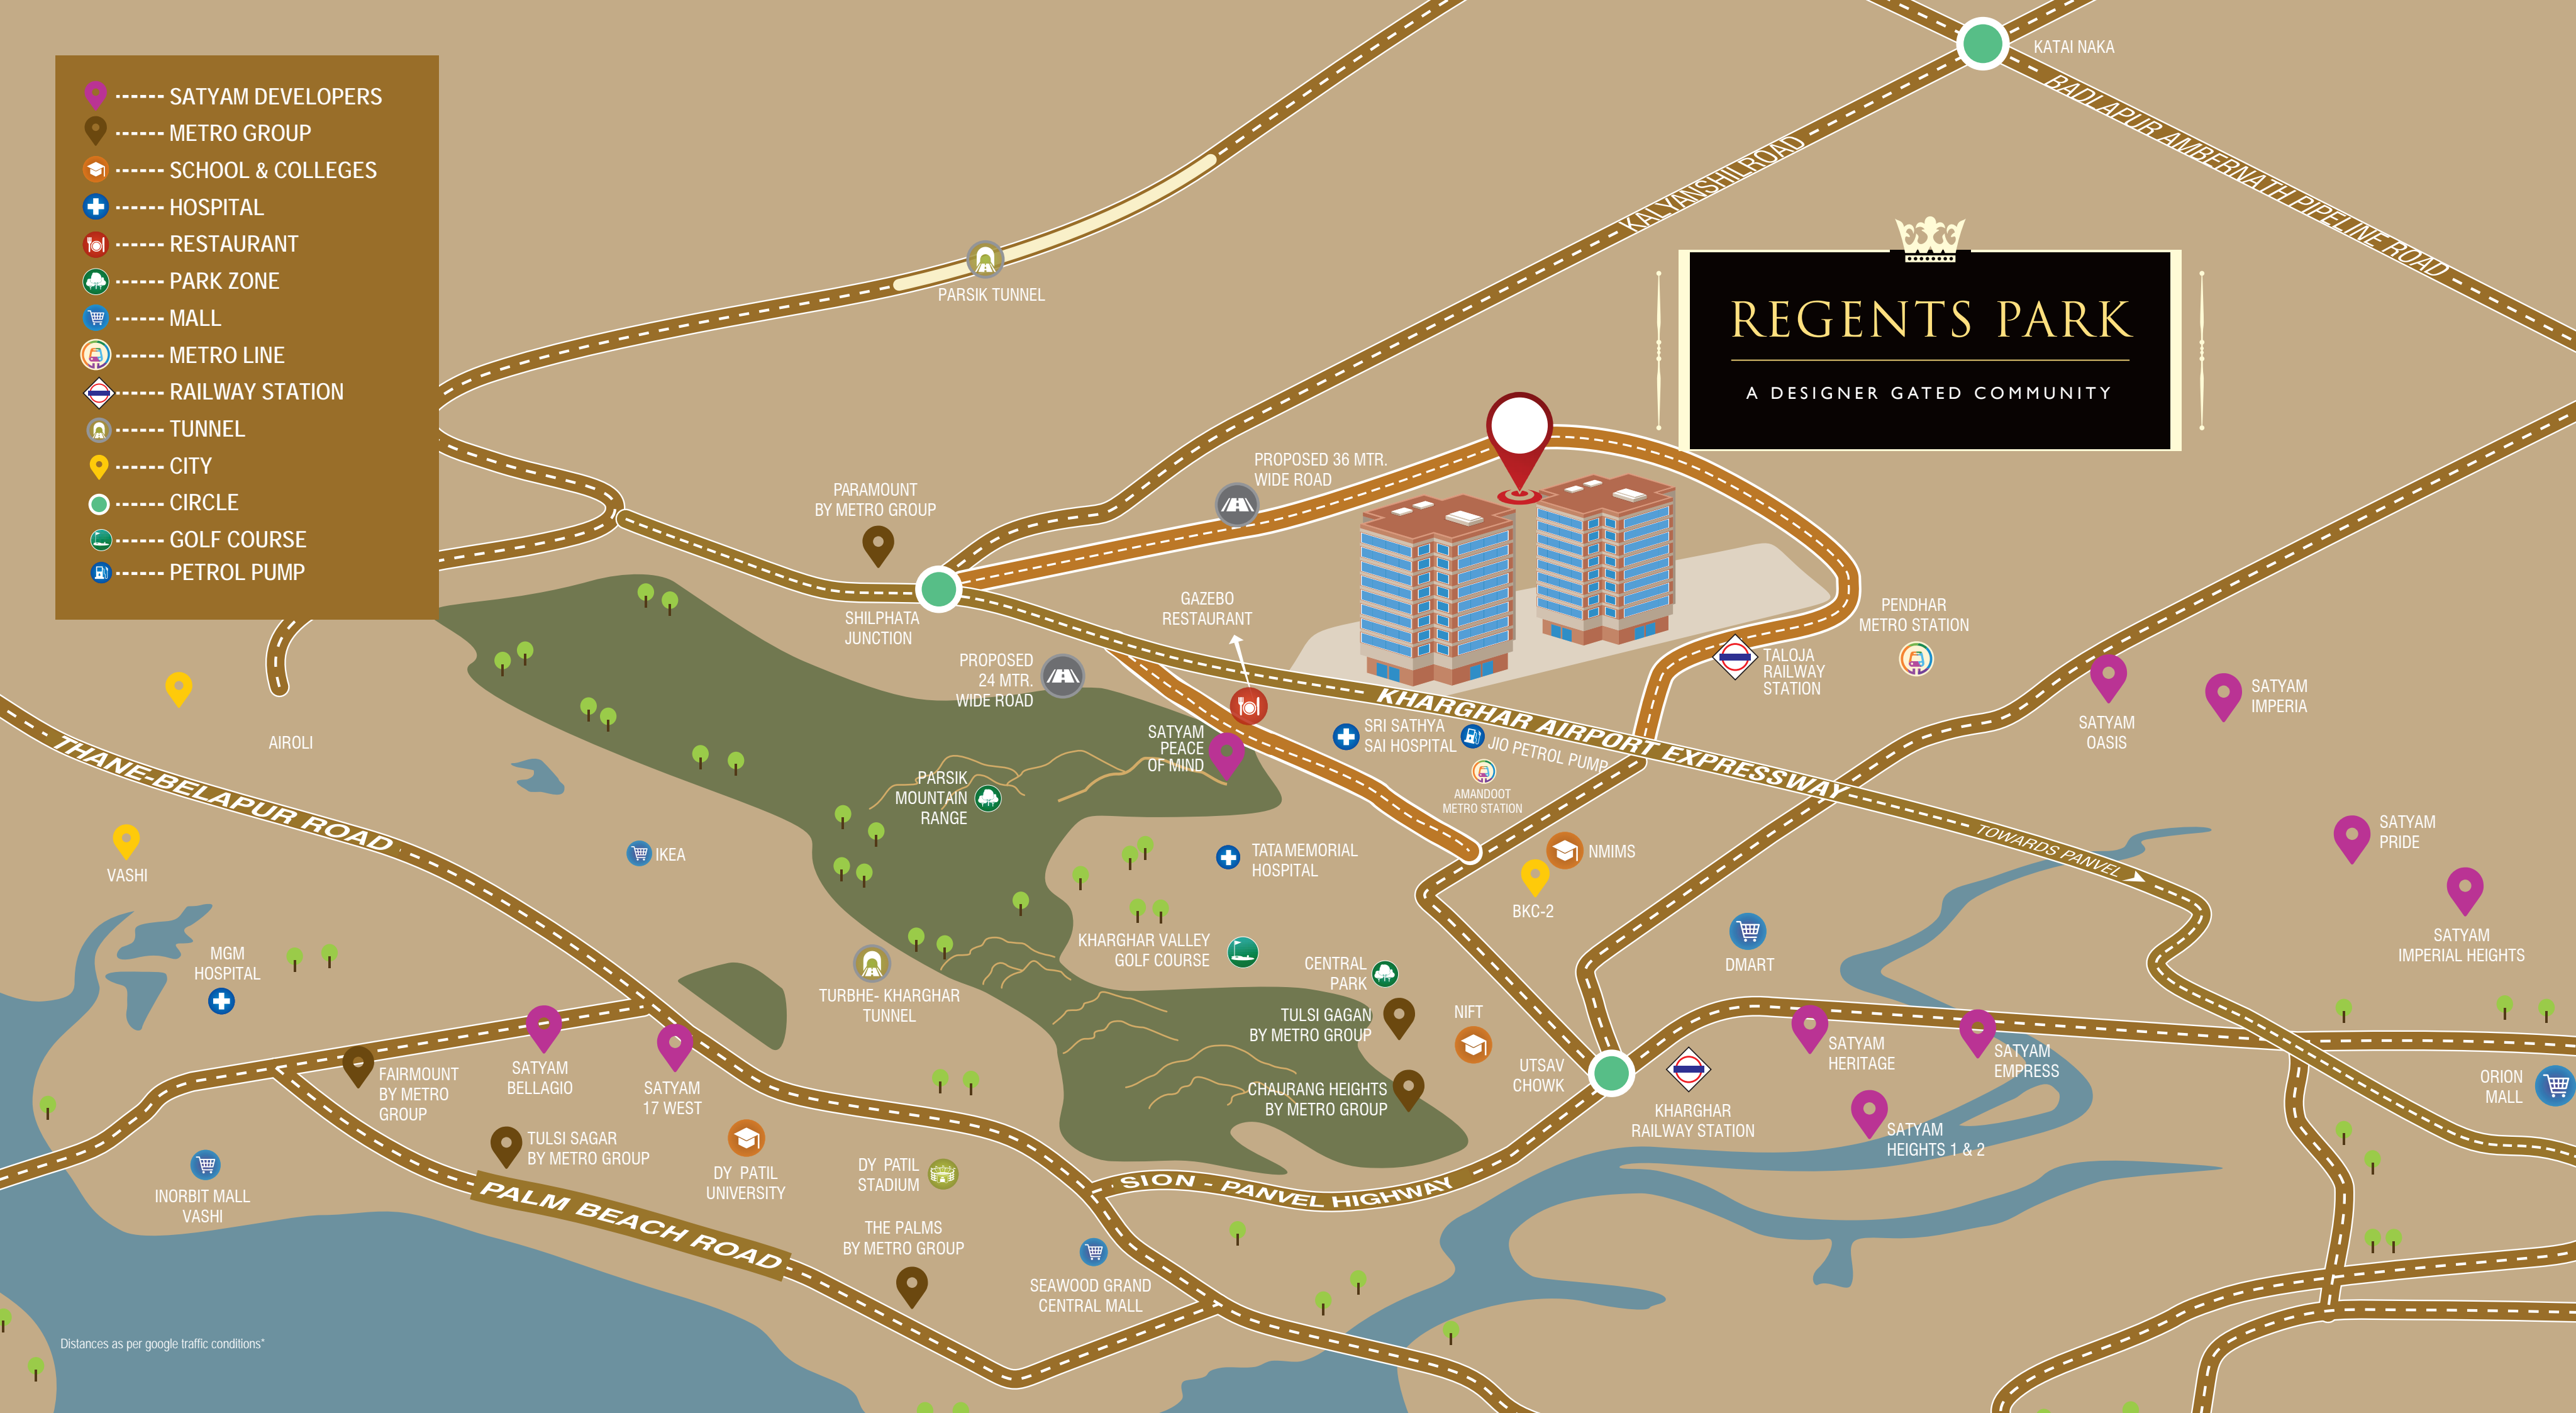 SATYAM DEVELOPERS
METRO GROUP
SCHOOL & COLLEGES
HOSPITAL
RESTAURANT
PARK ZONE
MALL
METRO LINE
RAILWAY STATION
TUNNEL
CITY
CIRCLE
GOLF COURSE
PETROL PUMP
KATAI NAKA
BADLAPUR AMBERNATH PIPELINE ROAD
KALYANSHIL ROAD
PARSIK TUNNEL
REGENTS PARK
A DESIGNER GATED COMMUNITY
PROPOSED 36 MTR.
WIDE ROAD
PARAMOUNT
BY METRO GROUP
SHILPHATA
JUNCTION
GAZEBO
RESTAURANT
PENDHAR
METRO STATION
TALOJA
RAILWAY
STATION
PROPOSED
24 MTR.
WIDE ROAD
KHARGHAR AIRPORT EXPRESSWAY
SATYAM
OASIS
SATYAM
IMPERIA
SATYAM
PEACE
OF MIND
SRI SATHYA
SAI HOSPITAL
JIO PETROL PUMP
AMANDOOT
METRO STATION
AIROLI
THANE-BELAPUR ROAD
PARSIK
MOUNTAIN
RANGE
TOWARDS PANVEL
SATYAM
PRIDE
VASHI
IKEA
TATA MEMORIAL
HOSPITAL
NMIMS
BKC-2
SATYAM
IMPERIAL HEIGHTS
MGM
HOSPITAL
KHARGHAR VALLEY
GOLF COURSE
CENTRAL
PARK
DMART
TURBHE- KHARGHAR
TUNNEL
TULSI GAGAN
BY METRO GROUP
NIFT
SATYAM
HERITAGE
SATYAM
EMPRESS
FAIRMOUNT
BY METRO
GROUP
SATYAM
BELLAGIO
SATYAM
17 WEST
CHAURANG HEIGHTS
BY METRO GROUP
UTSAV
CHOWK
KHARGHAR
RAILWAY STATION
SATYAM
HEIGHTS 1 & 2
ORION
MALL
TULSI SAGAR
BY METRO GROUP
DY PATIL
UNIVERSITY
DY PATIL
STADIUM
SION - PANVEL HIGHWAY
INORBIT MALL
VASHI
PALM BEACH ROAD
THE PALMS
BY METRO GROUP
SEAWOOD GRAND
CENTRAL MALL
Distances as per google traffic conditions*